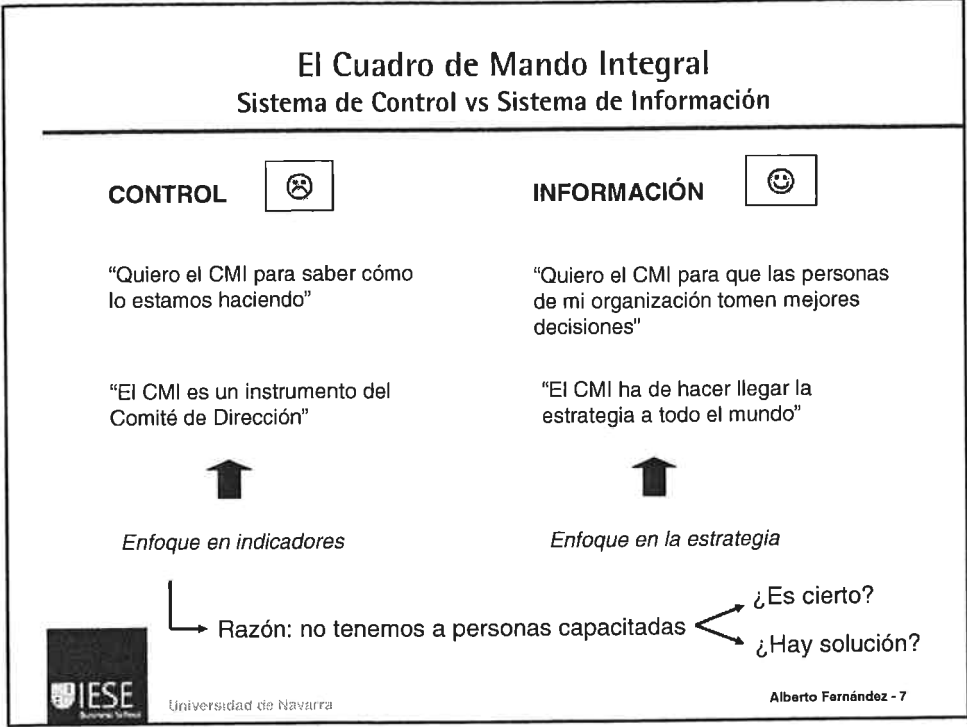 El Cuadro de Mando Integral
Sistema de Control vs Sistema de Información
CONTROL
INFORMACIÓN
"Quiero el CMI para saber cómo
lo estamos haciendo"
"Quiero el CMI para que las personas
de mi organización tomen mejores
decisiones"
"El CMI es un instrumento del
Comité de Dirección"
"El CMI ha de hacer llegar la
estrategia a todo el mundo"
Enfoque en indicadores
Enfoque en la estrategia
Razón: no tenemos a personas capacitadas
¿Es cierto?
¿Hay solución?
IESE
Universidad de Navarra
Alberto Fernández - 7